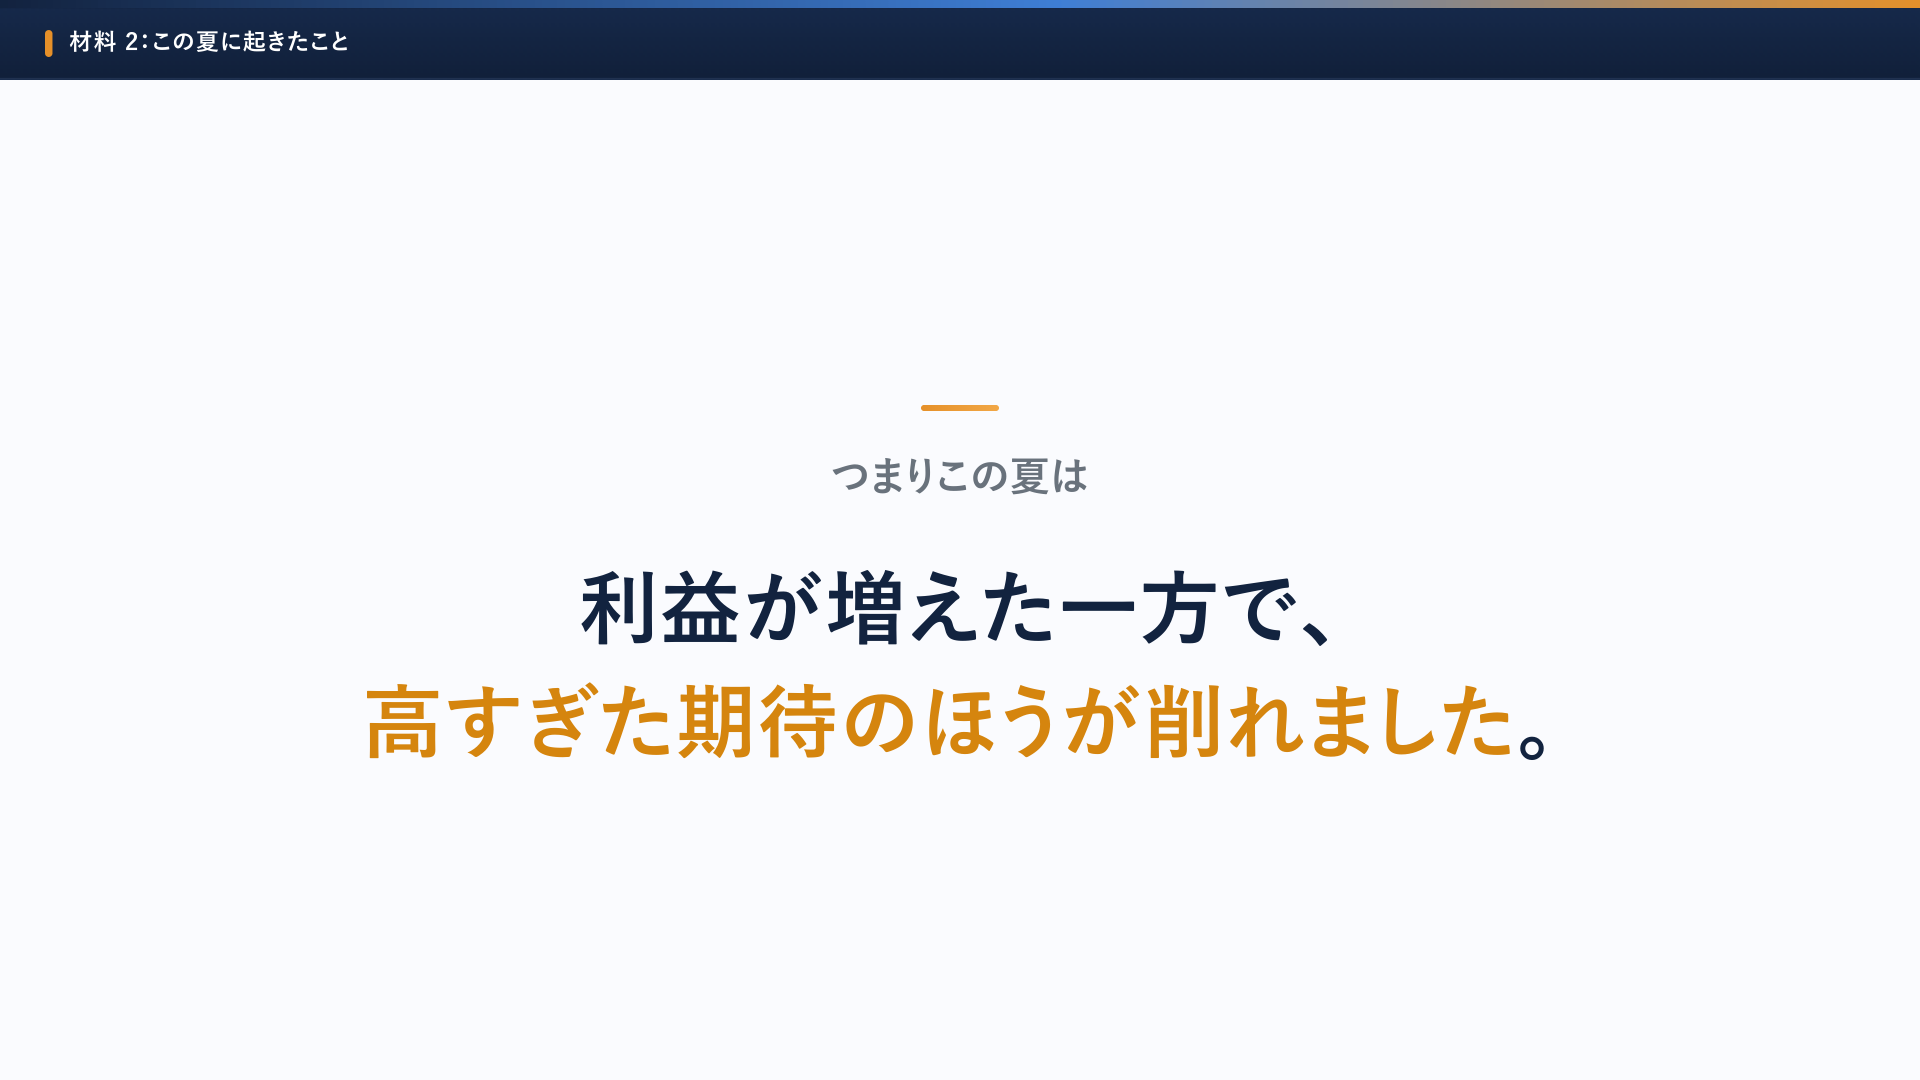 材料 2：この夏に起きたこと
つまりこの夏は
利益が増えた一方で、
高すぎた期待のほうが削れました。